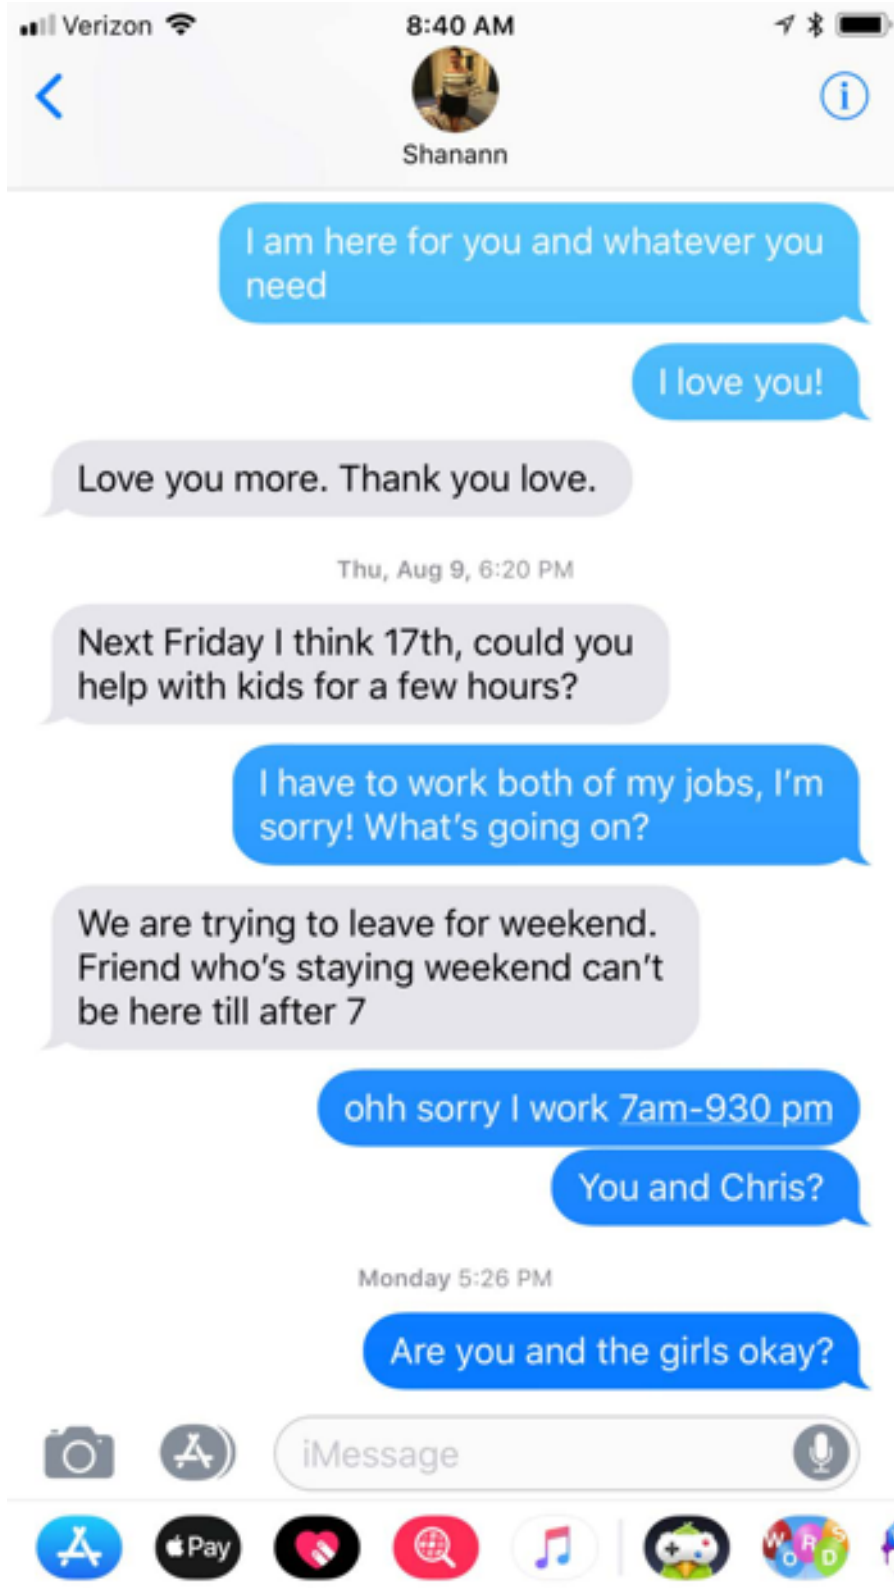 Verizon
8:40 AM
Shanann
I am here for you and whatever you
need
I love you!
Love you more. Thank you love.
Thu, Aug 9, 6:20 PM
Next Friday I think 17th, could you
help with kids for a few hours?
I have to work both of my jobs, I'm
sorry! What's going on?
We are trying to leave for weekend.
Friend who's staying weekend can't
be here till after 7
ohh sorry I work 7am-930 pm
You and Chris?
Monday 5:26 PM
Are you and the girls okay?
iMessage
Pay
WORDS